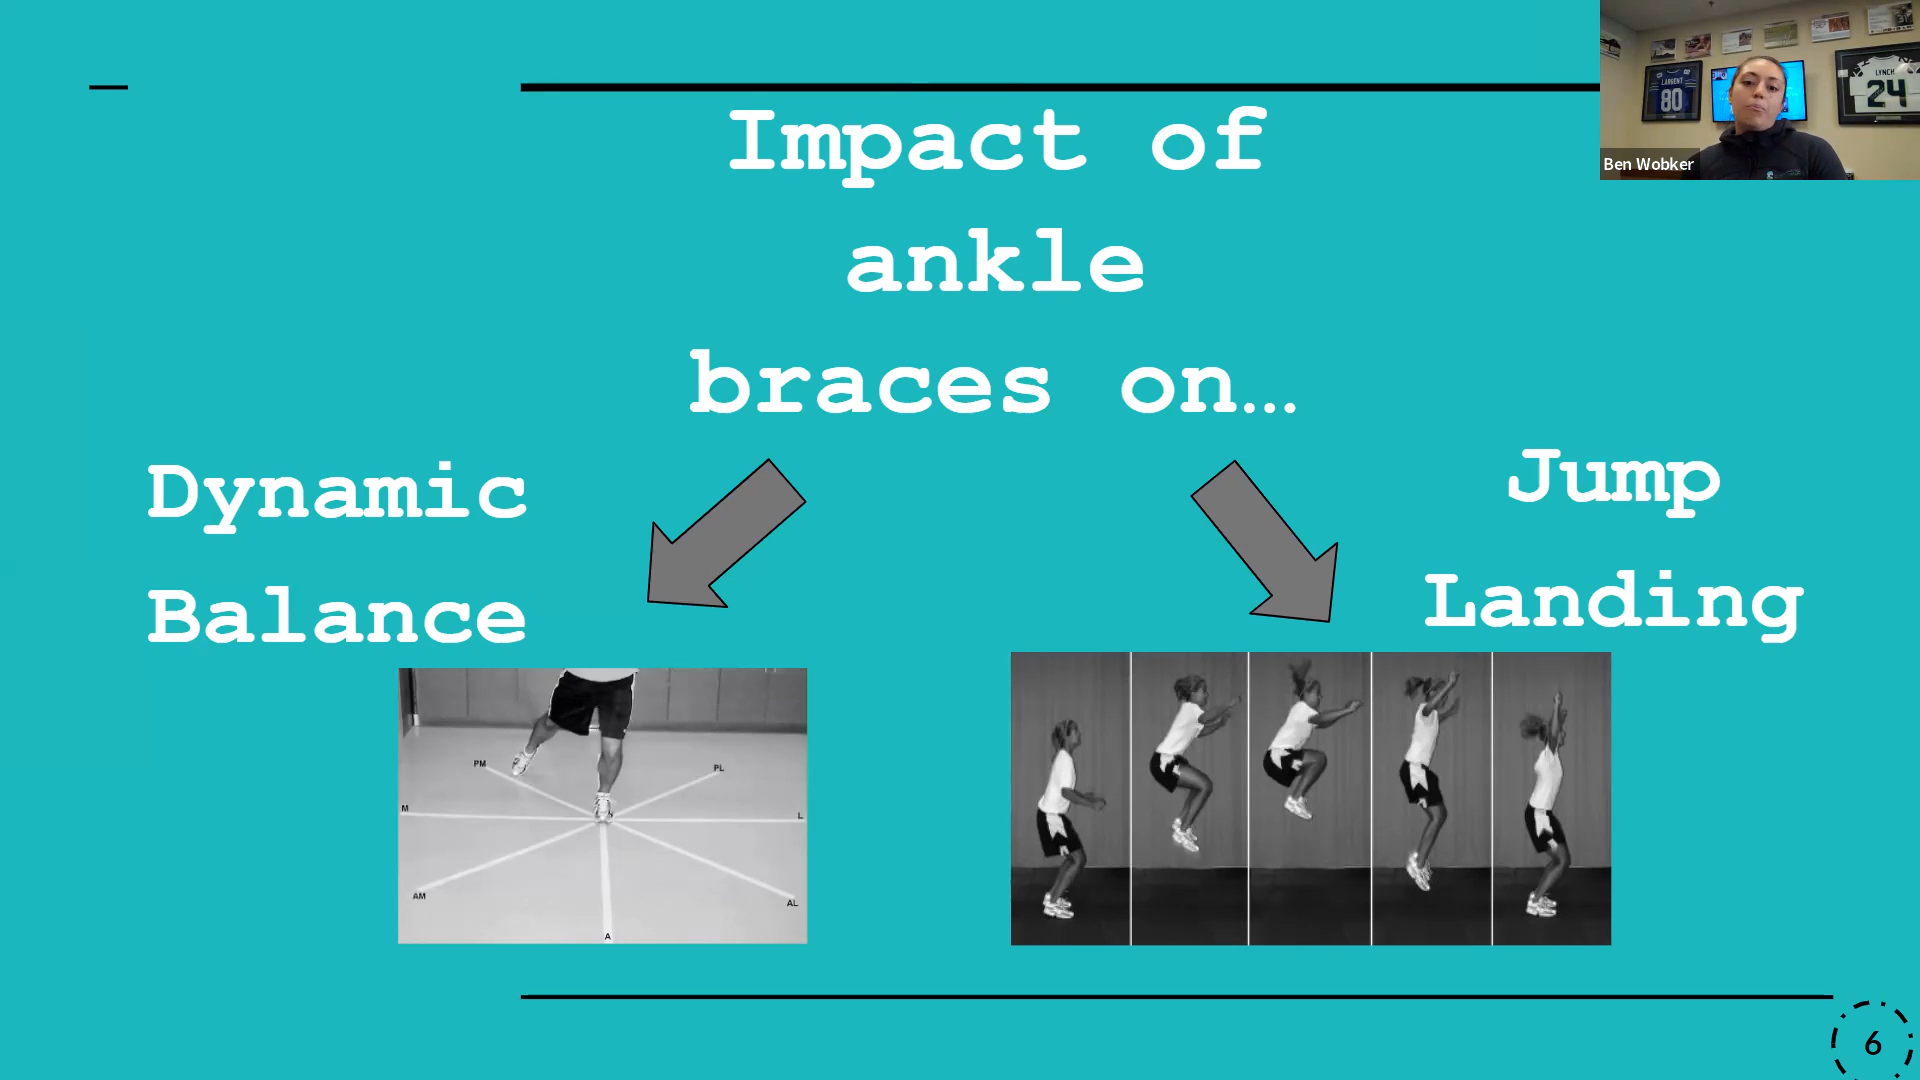 Impact of
ankle
braces on…
Dynamic
Balance
Jump
Landing
PM
PL
M
L
AM
AL
A
LARGENT
80
LYNCH
24
Ben Wobker
6